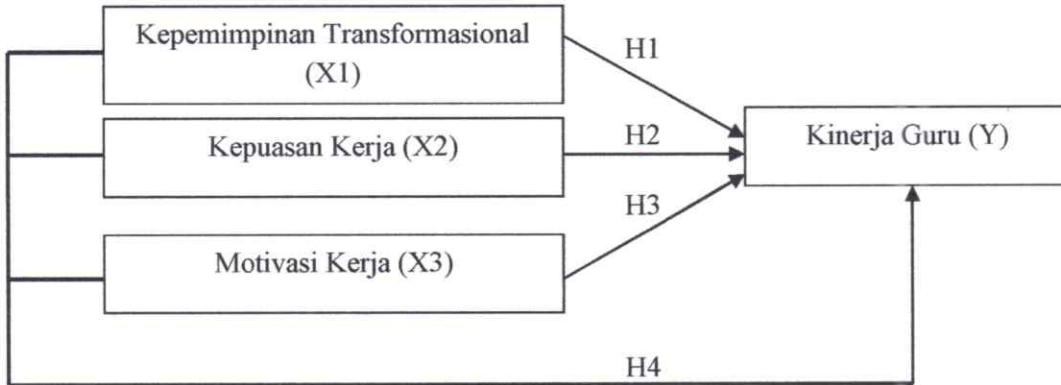 Kepemimpinan Transformasional
(X1)
H1
Kepuasan Kerja (X2)
H2
Kinerja Guru (Y)
H3
Motivasi Kerja (X3)
H4